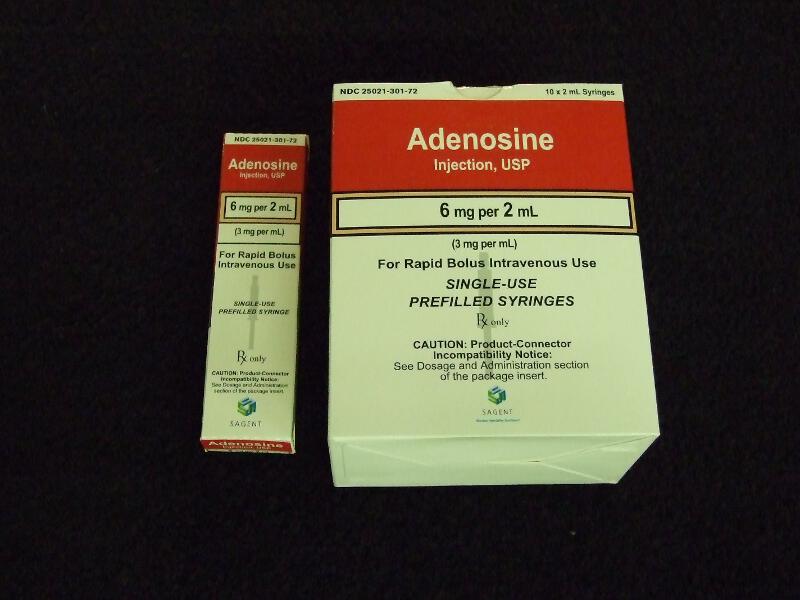 NDC 25021-301-72
Adenosine
Injection, USP
6 mg per 2 mL
(3 mg per mL)
For Rapid Bolus
Intravenous Use
SINGLE-USE
PREFILLED SYRINGE
Rx only
CAUTION: Product-Connector
Incompatibility Notice:
See Dosage and Administration
section of the package insert.
SAGENT
Adenosine
Injection, USP
NDC 25021-301-72 10 x 2 mL Syringes
Adenosine
Injection, USP
6 mg per 2 mL
(3 mg per mL)
For Rapid Bolus Intravenous Use
SINGLE-USE
PREFILLED SYRINGES
Rx only
CAUTION: Product-Connector
Incompatibility Notice:
See Dosage and Administration section
of the package insert.
SAGENT